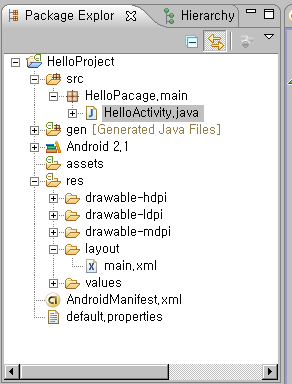 Package Explor
Hierarchy
HelloProject
src
HelloPacage.main
HelloActivity.java
gen [Generated Java Files]
Android 2.1
assets
res
drawable-hdpi
drawable-ldpi
drawable-mdpi
layout
main.xml
values
AndroidManifest.xml
default.properties